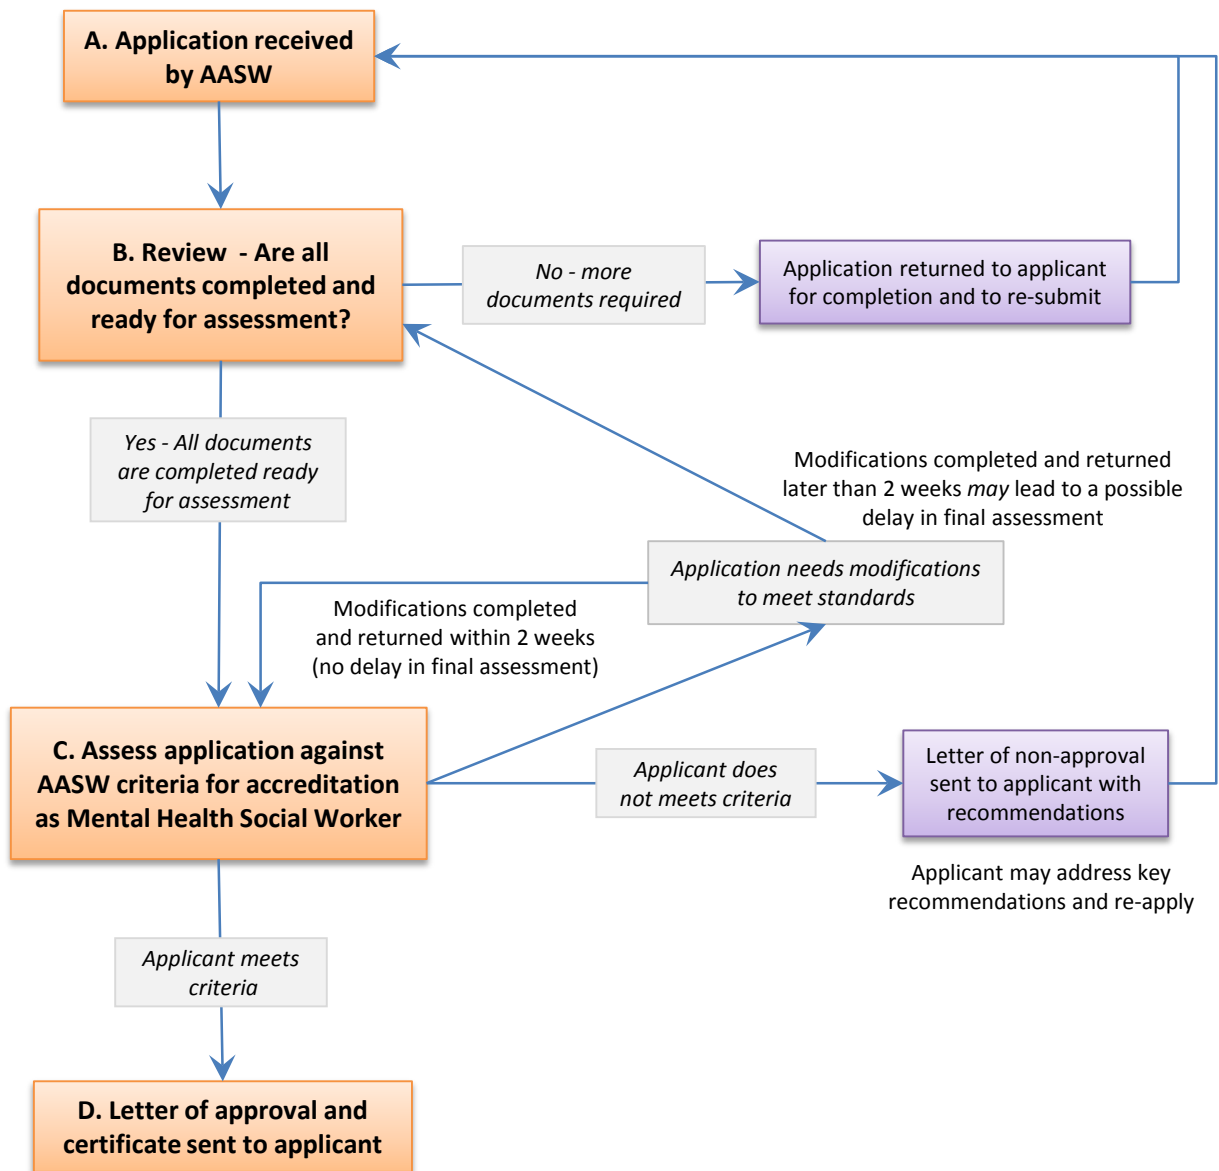 A. Application received
by AASW
B. Review - Are all
documents completed and
ready for assessment?
No - more
documents required
Application returned to applicant
for completion and to re-submit
Yes - All documents
are completed ready
for assessment
Modifications completed and returned
later than 2 weeks may lead to a possible
delay in final assessment
Application needs modifications
to meet standards
Modifications completed
and returned within 2 weeks
(no delay in final assessment)
C. Assess application against
AASW criteria for accreditation
as Mental Health Social Worker
Applicant does
not meets criteria
Letter of non-approval
sent to applicant with
recommendations
Applicant may address key
recommendations and re-apply
Applicant meets
criteria
D. Letter of approval and
certificate sent to applicant